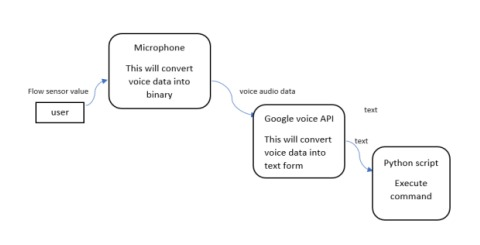 Microphone
This will convert
voice data into
binary
Flow sensor value
user
voice audio data
Google voice API
This will convert
voice data into
text form
text
text
Python script
Execute
command